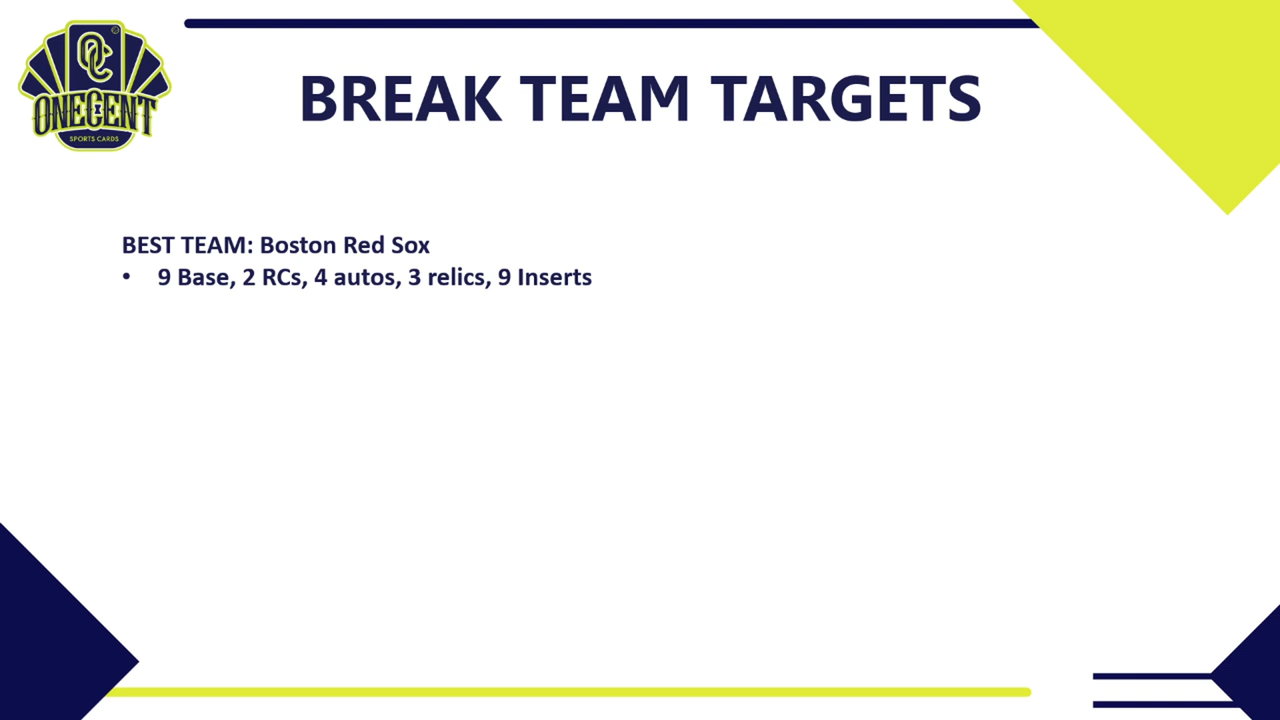 OC
ONECENT
SPORTS CARDS
BREAK TEAM TARGETS
BEST TEAM: Boston Red Sox
• 9 Base, 2 RCs, 4 autos, 3 relics, 9 Inserts